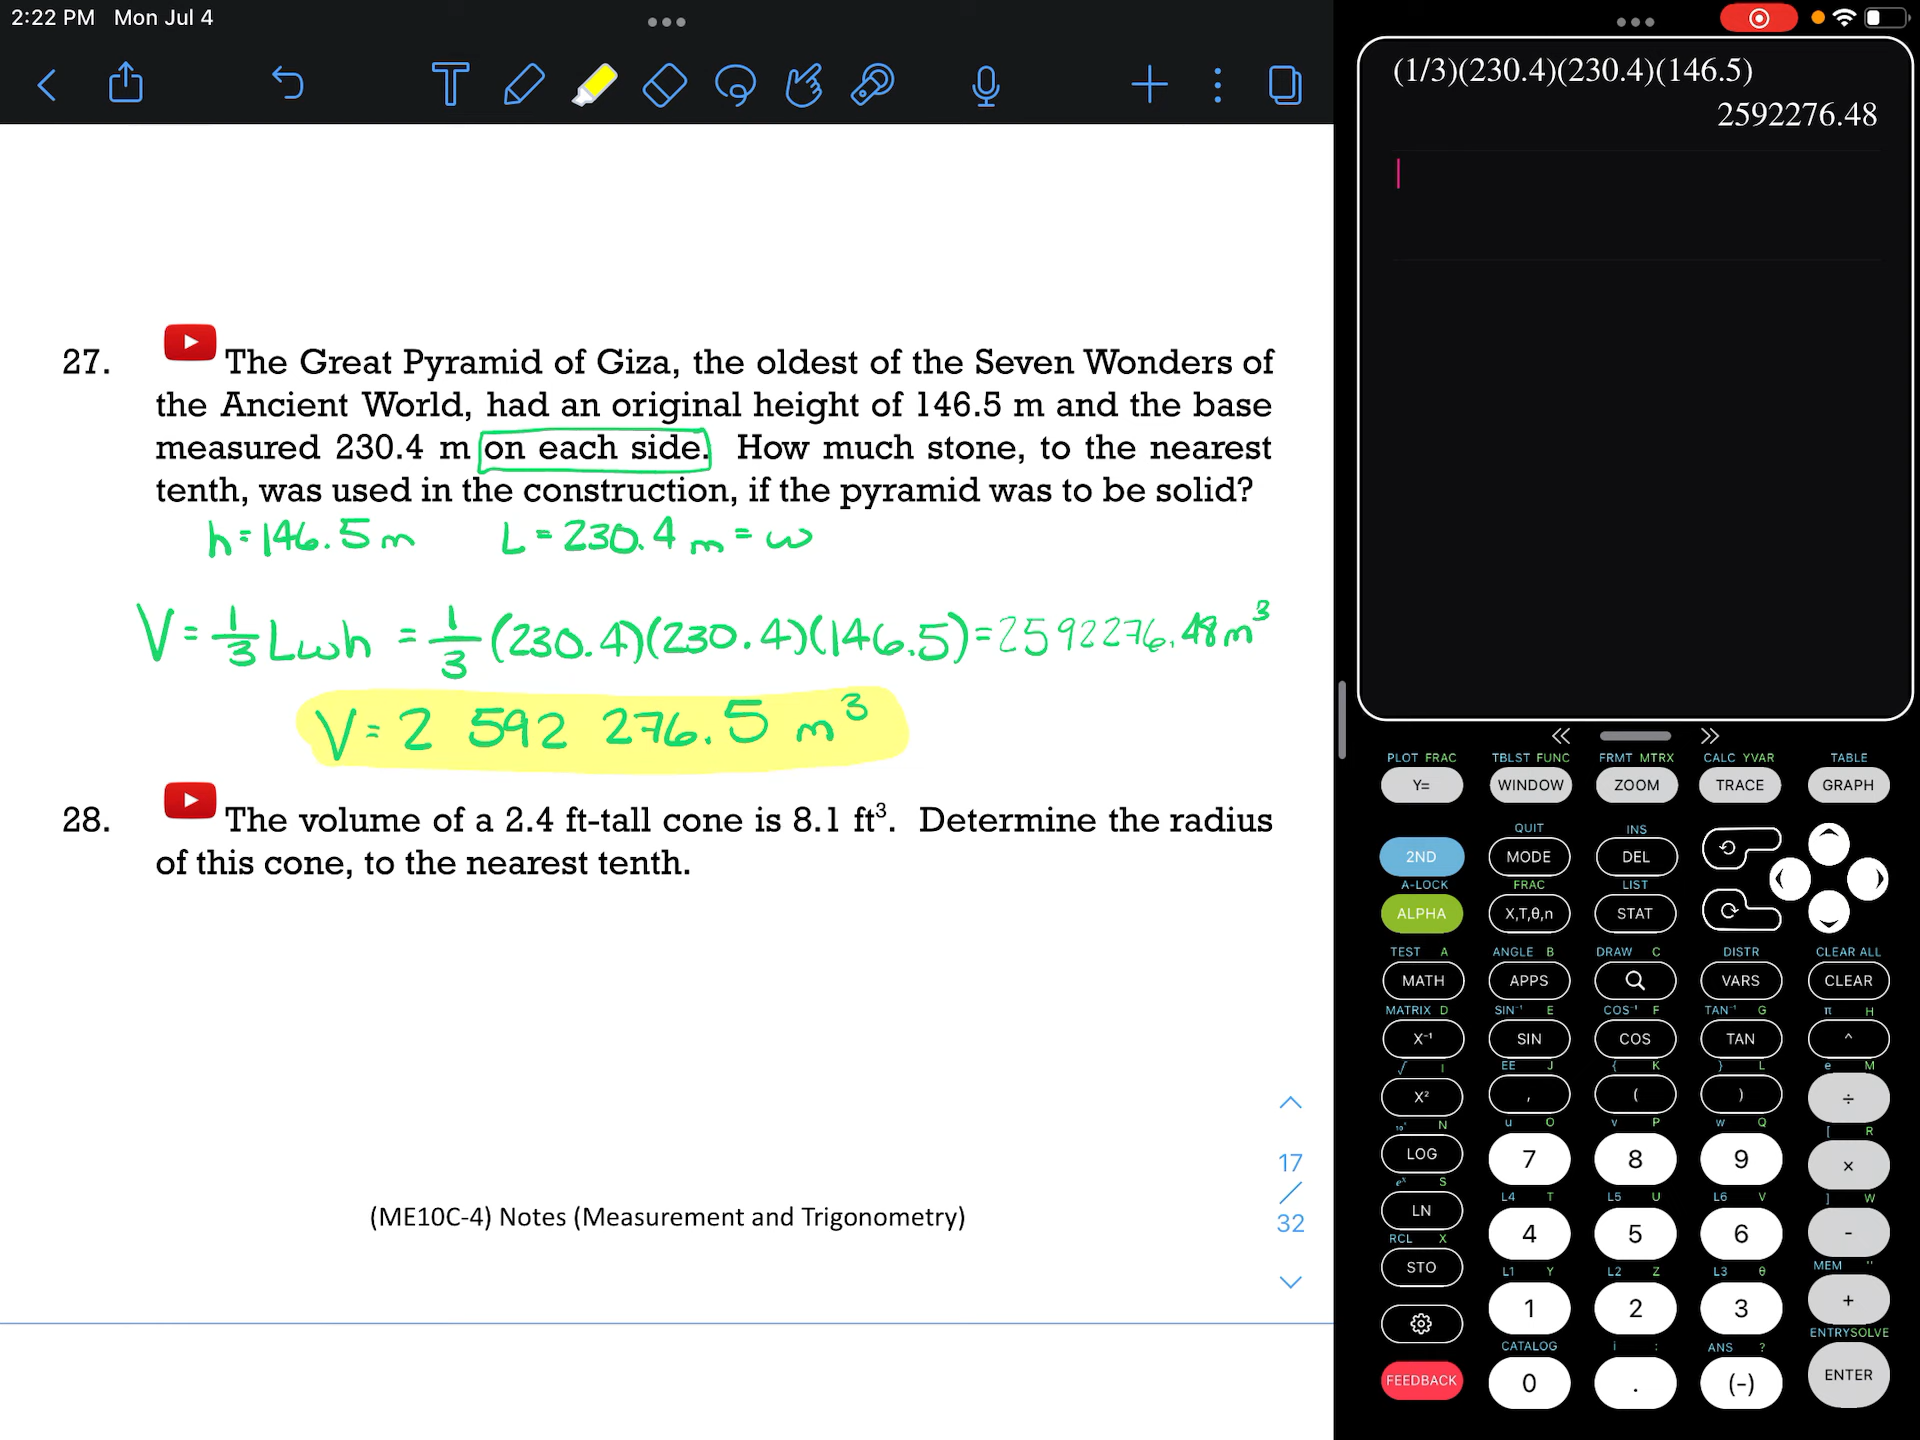 2:22 PM Mon Jul 4
(1/3)(230.4)(230.4)(146.5)
2592276.48
27. The Great Pyramid of Giza, the oldest of the Seven Wonders of
the Ancient World, had an original height of 146.5 m and the base
measured 230.4 m on each side. How much stone, to the nearest
tenth, was used in the construction, if the pyramid was to be solid?
h=146.5 m L=230.4 m=w
V=1/3 Lwh = 1/3 (230.4)(230.4)(146.5)=2592276.48m³
V=2 592 276.5 m³
28. The volume of a 2.4 ft-tall cone is 8.1 ft³. Determine the radius
of this cone, to the nearest tenth.
17
/
32
(ME10C-4) Notes (Measurement and Trigonometry)
PLOT FRAC TBLST FUNC FRMT MTRX CALC YVAR TABLE
Y= WINDOW ZOOM TRACE GRAPH
QUIT INS
2ND MODE DEL
A-LOCK FRAC LIST
ALPHA X,T,θ,n STAT
TEST A ANGLE B DRAW C DISTR CLEAR ALL
MATH APPS VARS CLEAR
MATRIX D SIN⁻¹ E COS⁻¹ F TAN⁻¹ G π H
X⁻¹ SIN COS TAN ^
√ I EE J { K } L e M
X² , ( ) ÷
10ˣ N u O v P w Q [ R
LOG 7 8 9 ×
eˣ S L4 T L5 U L6 V ] W
LN 4 5 6 -
RCL X L1 Y L2 Z L3 θ MEM "
STO 1 2 3 +
CATALOG i : ANS ? ENTRY SOLVE
FEEDBACK 0 . (-) ENTER